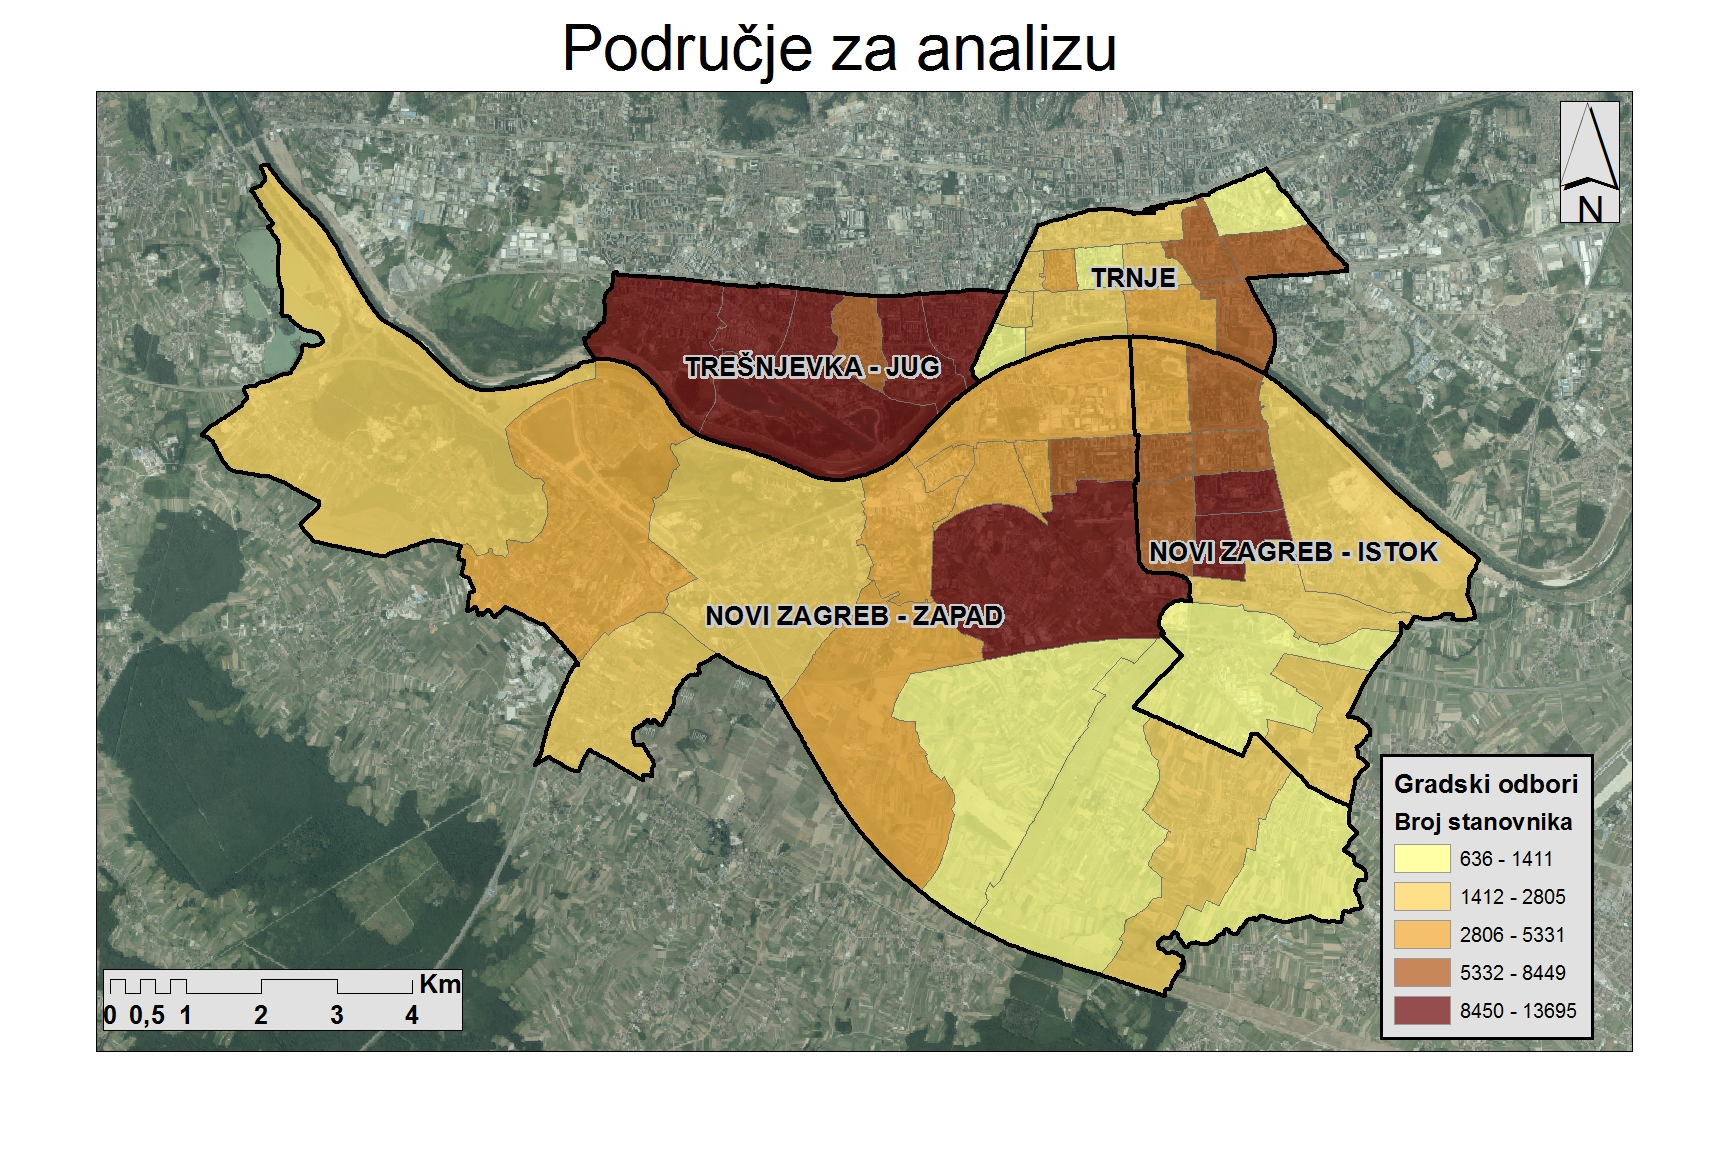 Područje za analizu
N
TRNJE
TREŠNJEVKA - JUG
NOVI ZAGREB - ISTOK
NOVI ZAGREB - ZAPAD
Gradski odbori
Broj stanovnika
636 - 1411
1412 - 2805
2806 - 5331
5332 - 8449
8450 - 13695
Km
0 0,5 1 2 3 4